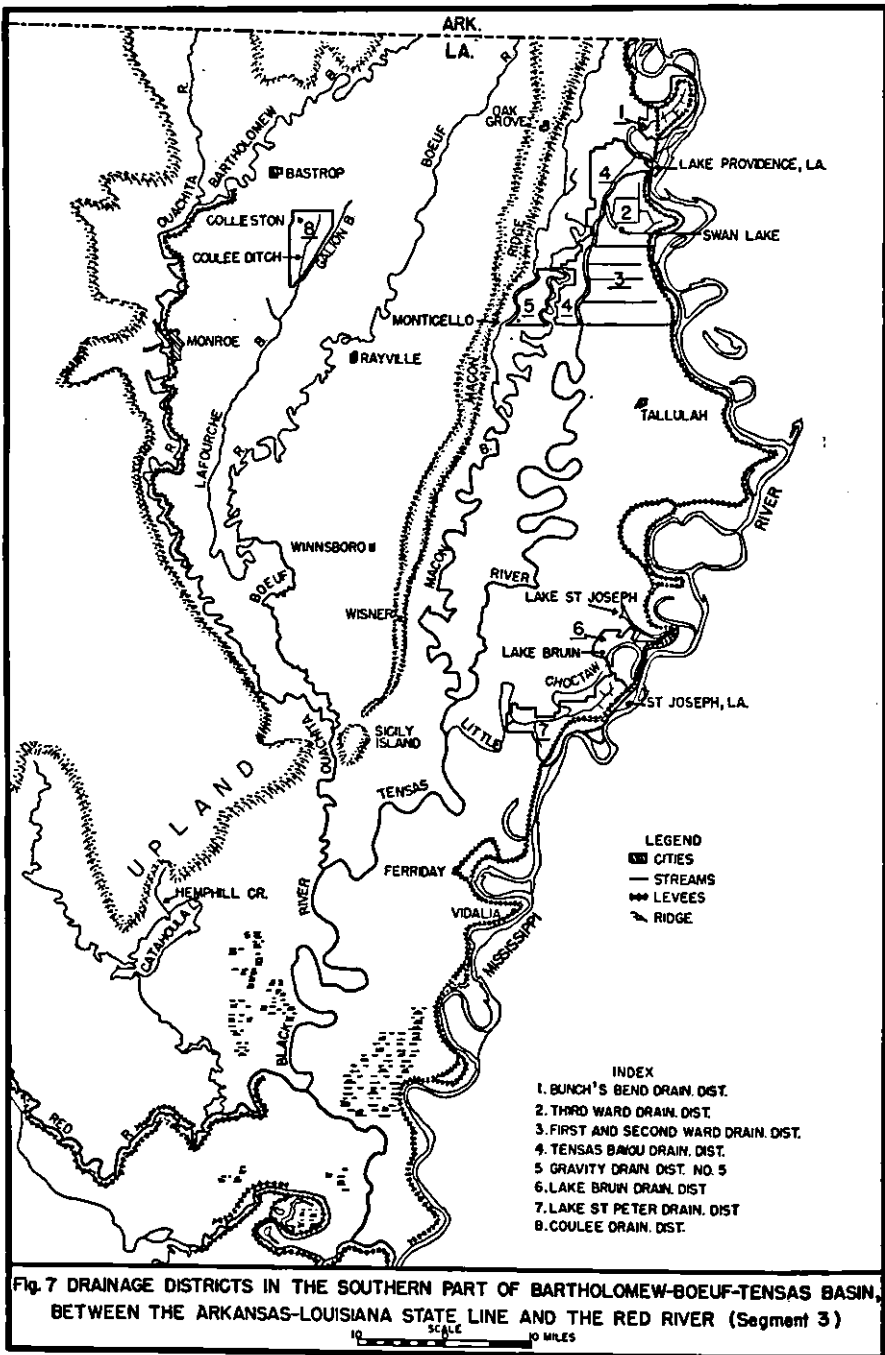 ARK.
LA.
R.
B.
BARTHOLOMEW
OUACHITA
BASTROP
R.
BOEUF
OAK GROVE
1
LAKE PROVIDENCE, LA.
4
2
SWAN LAKE
COLLESTON
8
COULEE DITCH
GALION B.
RIDGE
3
5
4
MONTICELLO
MONROE
B.
RAYVILLE
MACON
TALLULAH
LAFOURCHE
R.
R.
B.
RIVER
WINNSBORO
BOEUF
MACON
RIVER
LAKE ST JOSEPH
WISNER
6
LAKE BRUIN
CHOCTAW
ST JOSEPH, LA.
OUACHITA
SICILY
ISLAND
LITTLE
7
TENSAS
UPLAND
LEGEND
CITIES
STREAMS
LEVEES
RIDGE
FERRIDAY
HEMPHILL CR.
RIVER
VIDALIA
CATAHOULA
MISSISSIPPI
BLACK
RED
R.
INDEX
1. BUNCH'S BEND DRAIN. DIST.
2. THIRD WARD DRAIN. DIST.
3. FIRST AND SECOND WARD DRAIN. DIST.
4. TENSAS BAYOU DRAIN. DIST.
5 GRAVITY DRAIN DIST. NO. 5
6. LAKE BRUIN DRAIN. DIST
7. LAKE ST PETER DRAIN. DIST
8. COULEE DRAIN. DIST.
Fig. 7 DRAINAGE DISTRICTS IN THE SOUTHERN PART OF BARTHOLOMEW-BOEUF-TENSAS BASIN,
BETWEEN THE ARKANSAS-LOUISIANA STATE LINE AND THE RED RIVER (Segment 3)
SCALE
10 0 10 MILES